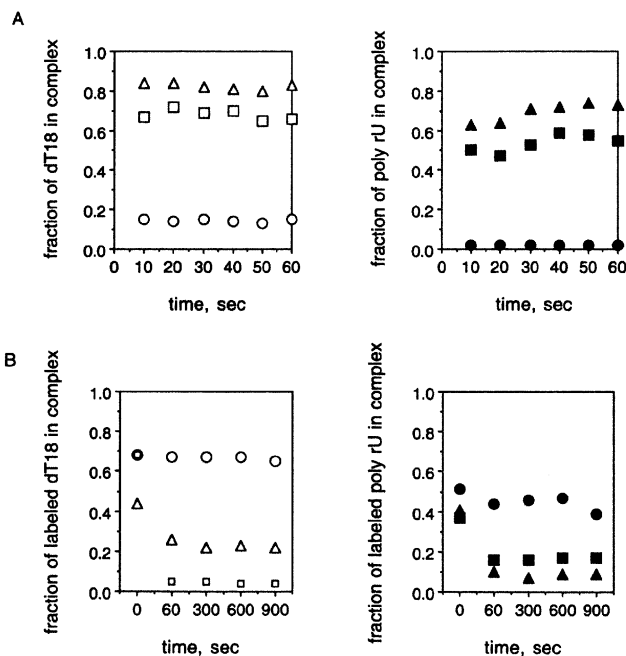 A
fraction of dT18 in complex
1.0
0.8
0.6
0.4
0.2
0.0
0 10 20 30 40 50 60
time, sec
fraction of poly rU in complex
1.0
0.8
0.6
0.4
0.2
0.0
0 10 20 30 40 50 60
time, sec
B
fraction of labeled dT18 in complex
1.0
0.8
0.6
0.4
0.2
0.0
0 60 300 600 900
time, sec
fraction of labeled poly rU in complex
1.0
0.8
0.6
0.4
0.2
0.0
0 60 300 600 900
time, sec